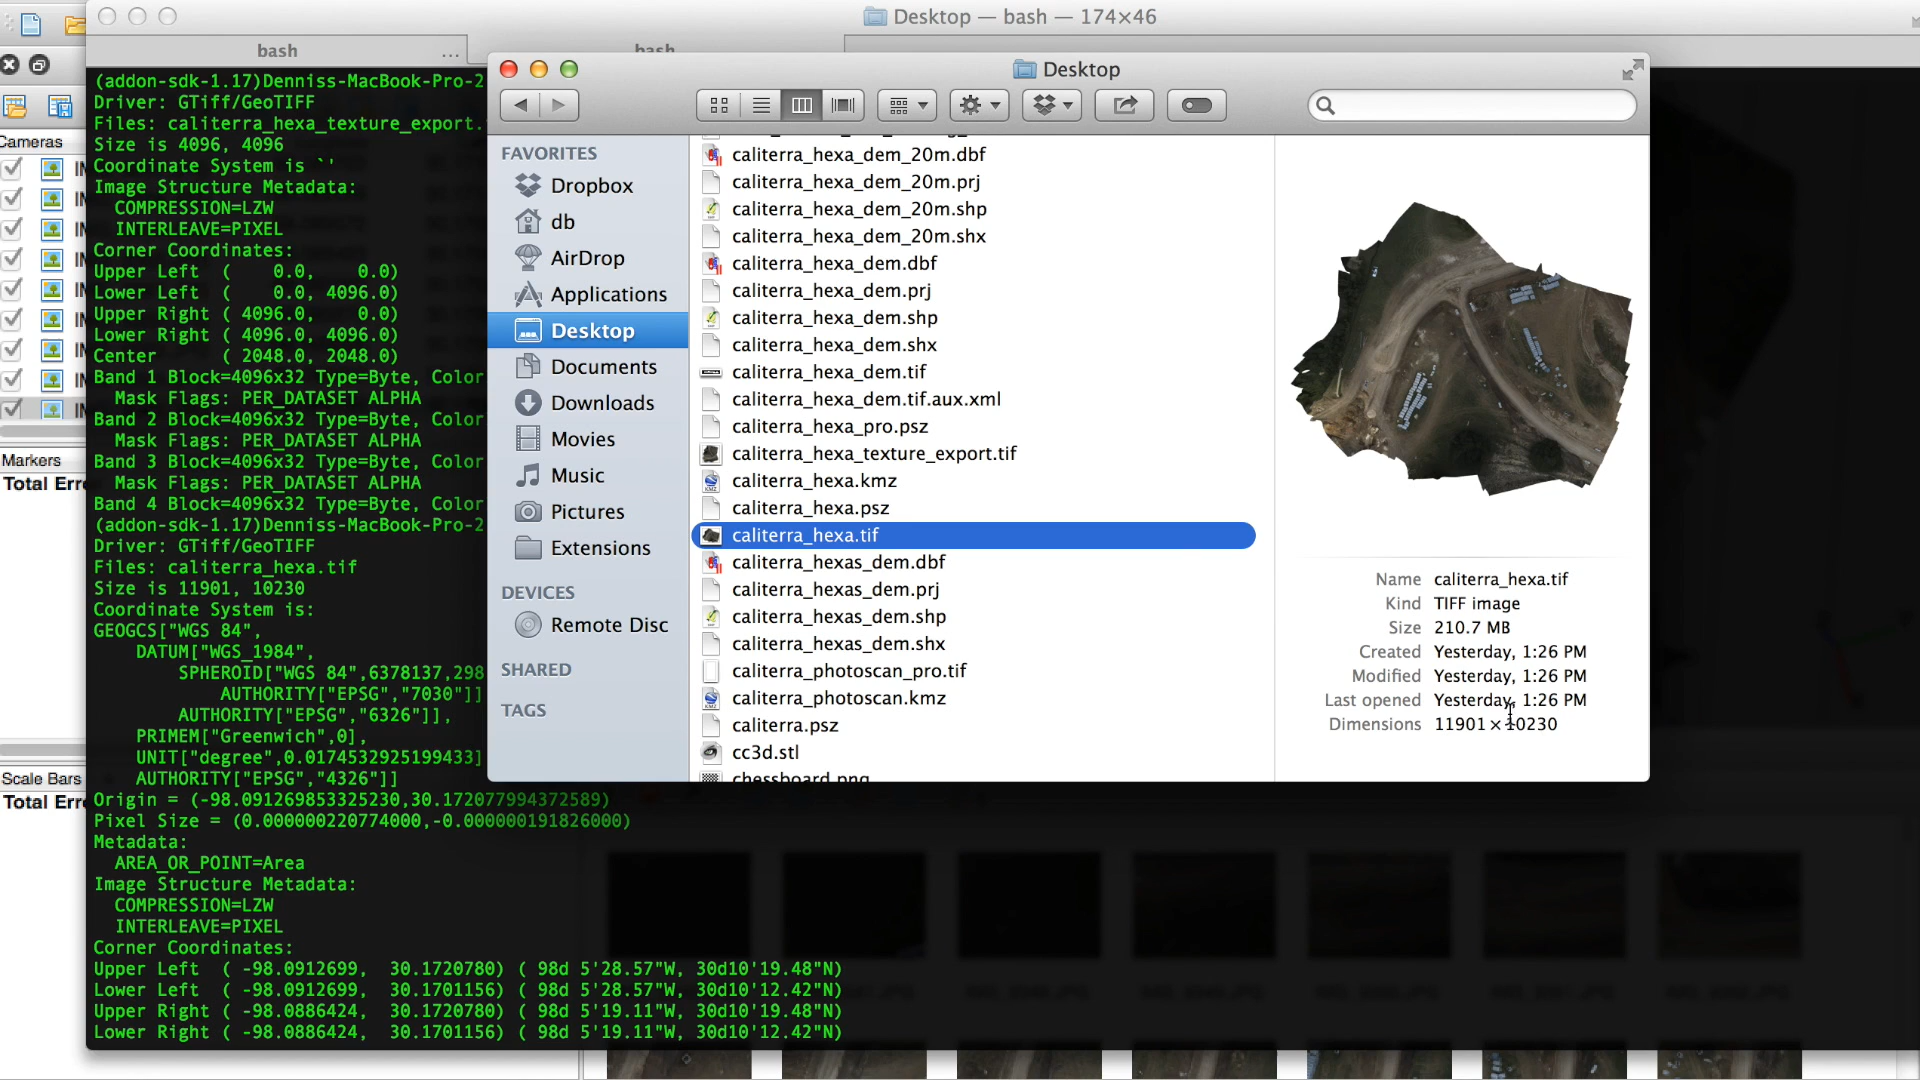 Desktop — bash — 174×46
bash
...
bash
Desktop
Cameras
Markers
Total Err
Scale Bars
Total Err
(addon-sdk-1.17)Denniss-MacBook-Pro-2
Driver: GTiff/GeoTIFF
Files: caliterra_hexa_texture_export.
Size is 4096, 4096
Coordinate System is `'
Image Structure Metadata:
COMPRESSION=LZW
INTERLEAVE=PIXEL
Corner Coordinates:
Upper Left  (    0.0,    0.0)
Lower Left  (    0.0, 4096.0)
Upper Right ( 4096.0,    0.0)
Lower Right ( 4096.0, 4096.0)
Center      ( 2048.0, 2048.0)
Band 1 Block=4096x32 Type=Byte, Color
Mask Flags: PER_DATASET ALPHA
Band 2 Block=4096x32 Type=Byte, Color
Mask Flags: PER_DATASET ALPHA
Band 3 Block=4096x32 Type=Byte, Color
Mask Flags: PER_DATASET ALPHA
Band 4 Block=4096x32 Type=Byte, Color
(addon-sdk-1.17)Denniss-MacBook-Pro-2
Driver: GTiff/GeoTIFF
Files: caliterra_hexa.tif
Size is 11901, 10230
Coordinate System is:
GEOGCS["WGS 84",
DATUM["WGS_1984",
SPHEROID["WGS 84",6378137,298
AUTHORITY["EPSG","7030"]]
AUTHORITY["EPSG","6326"]],
PRIMEM["Greenwich",0],
UNIT["degree",0.0174532925199433]
AUTHORITY["EPSG","4326"]]
Origin = (-98.091269853325230,30.172077994372589)
Pixel Size = (0.000000220774000,-0.000000191826000)
Metadata:
AREA_OR_POINT=Area
Image Structure Metadata:
COMPRESSION=LZW
INTERLEAVE=PIXEL
Corner Coordinates:
Upper Left  ( -98.0912699,  30.1720780) ( 98d 5'28.57"W, 30d10'19.48"N)
Lower Left  ( -98.0912699,  30.1701156) ( 98d 5'28.57"W, 30d10'12.42"N)
Upper Right ( -98.0886424,  30.1720780) ( 98d 5'19.11"W, 30d10'19.48"N)
Lower Right ( -98.0886424,  30.1701156) ( 98d 5'19.11"W, 30d10'12.42"N)
FAVORITES
Dropbox
db
AirDrop
Applications
Desktop
Documents
Downloads
Movies
Music
Pictures
Extensions
DEVICES
Remote Disc
SHARED
TAGS
caliterra_hexa_dem_20m.dbf
caliterra_hexa_dem_20m.prj
caliterra_hexa_dem_20m.shp
caliterra_hexa_dem_20m.shx
caliterra_hexa_dem.dbf
caliterra_hexa_dem.prj
caliterra_hexa_dem.shp
caliterra_hexa_dem.shx
caliterra_hexa_dem.tif
caliterra_hexa_dem.tif.aux.xml
caliterra_hexa_pro.psz
caliterra_hexa_texture_export.tif
caliterra_hexa.kmz
caliterra_hexa.psz
caliterra_hexa.tif
caliterra_hexas_dem.dbf
caliterra_hexas_dem.prj
caliterra_hexas_dem.shp
caliterra_hexas_dem.shx
caliterra_photoscan_pro.tif
caliterra_photoscan.kmz
caliterra.psz
cc3d.stl
chessboard.png
Name caliterra_hexa.tif
Kind TIFF image
Size 210.7 MB
Created Yesterday, 1:26 PM
Modified Yesterday, 1:26 PM
Last opened Yesterday, 1:26 PM
Dimensions 11901×10230